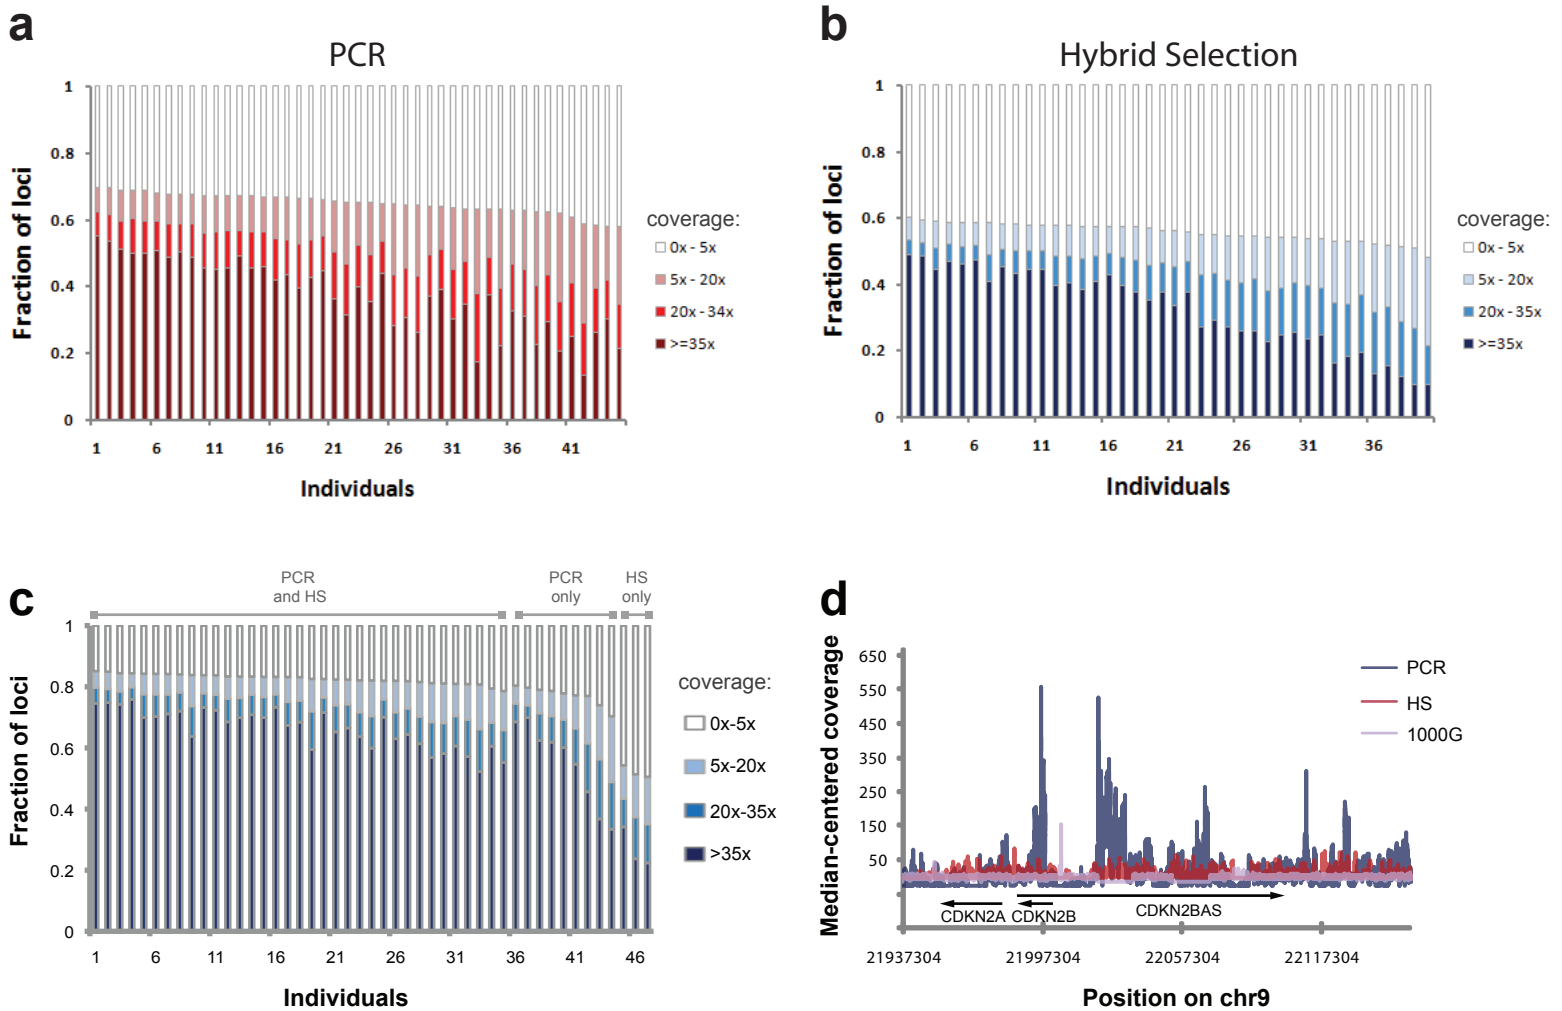 a
PCR
1
0.8
0.6
0.4
0.2
0
Fraction of loci
1 6 11 16 21 26 31 36 41
Individuals
coverage:
0x - 5x
5x - 20x
20x - 34x
>=35x
b
Hybrid Selection
1
0.8
0.6
0.4
0.2
0
Fraction of loci
1 6 11 16 21 26 31 36
Individuals
coverage:
0x - 5x
5x - 20x
20x - 35x
>=35x
c
PCR
and HS
PCR
only
HS
only
1
0.8
0.6
0.4
0.2
0
Fraction of loci
1 6 11 16 21 26 31 36 41 46
Individuals
coverage:
0x-5x
5x-20x
20x-35x
>35x
d
650
550
450
350
250
150
50
Median-centered coverage
PCR
HS
1000G
CDKN2A CDKN2B CDKN2BAS
21937304 21997304 22057304 22117304
Position on chr9